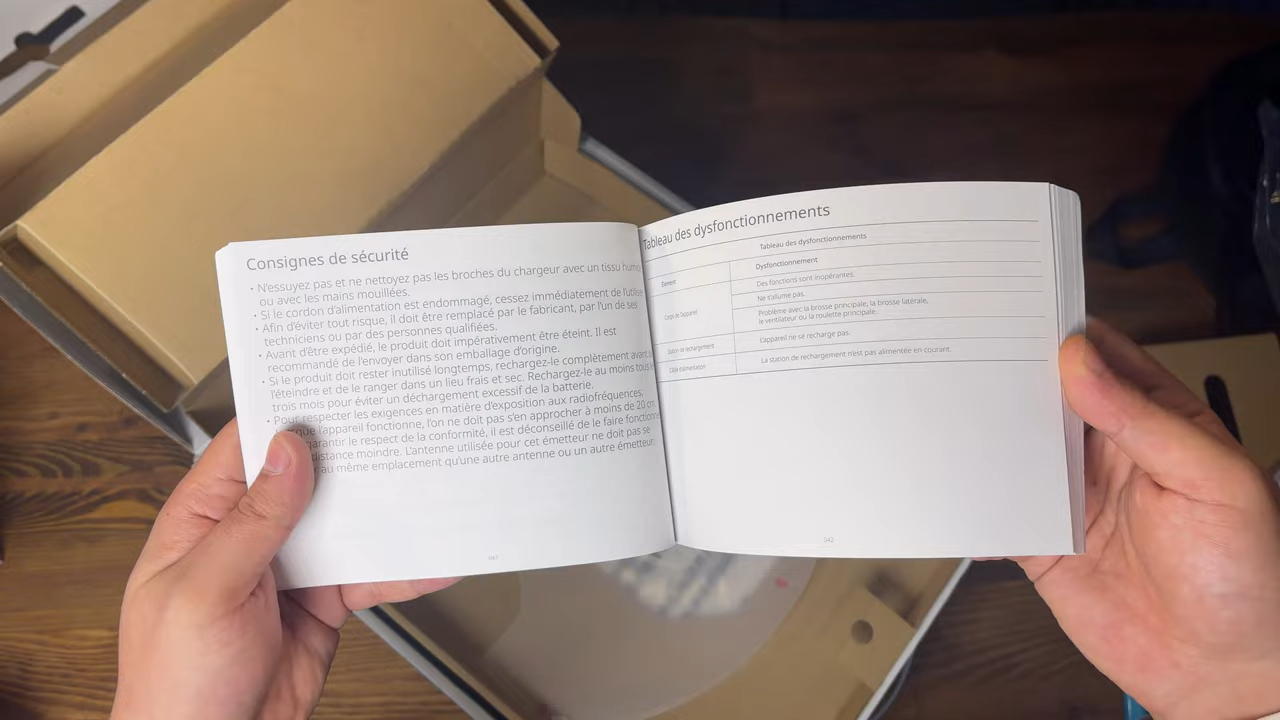 Consignes de sécurité
• N'essuyez pas et ne nettoyez pas les broches du chargeur avec un tissu
ou avec les mains mouillées.
• Si le cordon d'alimentation est endommagé, cessez immédiatement de
• Afin d'éviter tout risque, il doit être remplacé par le fabricant, par l'un de ses
techniciens ou par des personnes qualifiées.
• Avant d'être expédié, le produit doit impérativement être éteint. Il est
recommandé de l'envoyer dans son emballage d'origine.
• Si le produit doit rester inutilisé longtemps, rechargez-le complètement avant
l'éteindre et de le ranger dans un lieu frais et sec. Rechargez-le au moins
trois mois pour éviter un déchargement excessif de la batterie.
• Pour respecter les exigences en matière d'exposition aux radiofréquences,
l'appareil fonctionne, l'on ne doit pas s'en approcher à moins de 20 cm
garantir le respect de la conformité, il est déconseillé de le faire
distance moindre. L'antenne utilisée pour cet émetteur ne doit pas se
au même emplacement qu'une autre antenne ou un autre émetteur.
Tableau des dysfonctionnements
Tableau des dysfonctionnements
Élément
Dysfonctionnement
Corps de l'appareil
Des fonctions sont inopérantes.
Ne s'allume pas.
Problème avec la brosse principale, la brosse latérale,
le ventilateur ou la roulette principale.
Station de rechargement
L'appareil ne se recharge pas.
Câble d'alimentation
La station de rechargement n'est pas alimentée en courant.
042